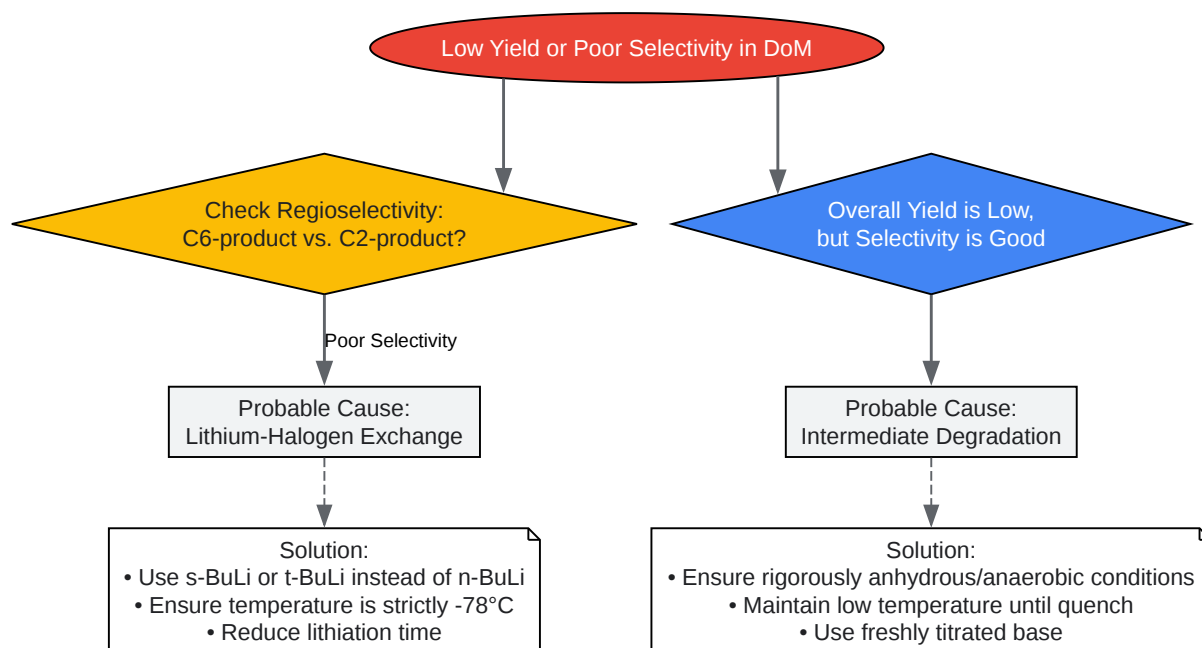 Low Yield or Poor Selectivity in DoM
Check Regioselectivity:
C6-product vs. C2-product?
Overall Yield is Low,
but Selectivity is Good
Poor Selectivity
Probable Cause:
Lithium-Halogen Exchange
Probable Cause:
Intermediate Degradation
Solution:
• Use s-BuLi or t-BuLi instead of n-BuLi
• Ensure temperature is strictly -78°C
• Reduce lithiation time
Solution:
• Ensure rigorously anhydrous/anaerobic conditions
• Maintain low temperature until quench
• Use freshly titrated base